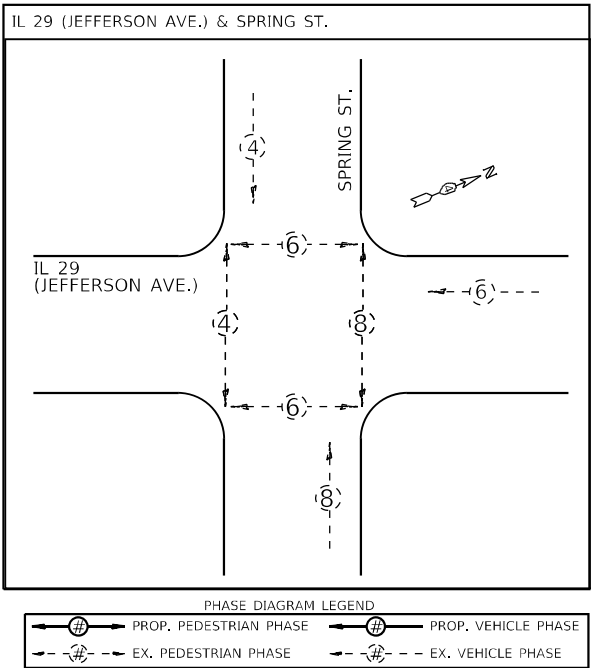 IL 29 (JEFFERSON AVE.) & SPRING ST.
SPRING ST.
4
N
6
IL 29
(JEFFERSON AVE.)
6
4
8
6
8
PHASE DIAGRAM LEGEND
# PROP. PEDESTRIAN PHASE
# PROP. VEHICLE PHASE
# EX. PEDESTRIAN PHASE
# EX. VEHICLE PHASE